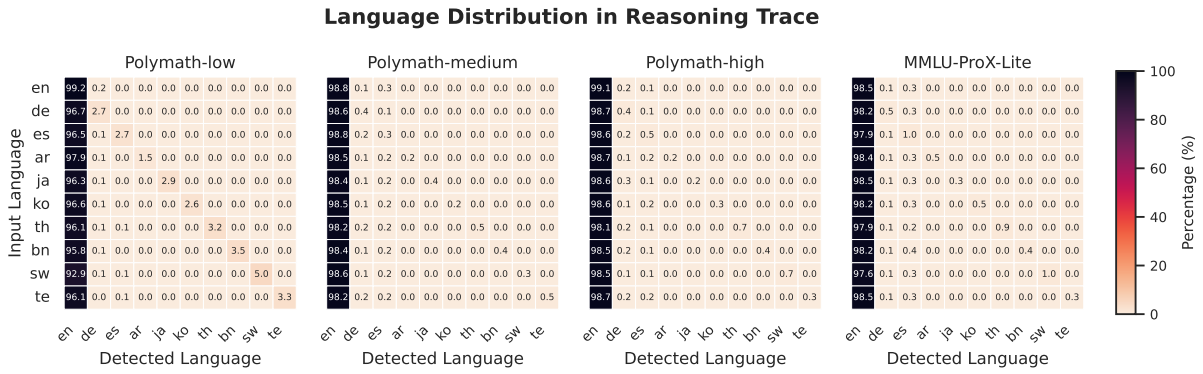 Language Distribution in Reasoning Trace
Polymath-low Polymath-medium Polymath-high MMLU-ProX-Lite
en 99.2 0.2 0.0 0.0 0.0 0.0 0.0 0.0 0.0 0.0 98.8 0.1 0.3 0.0 0.0 0.0 0.0 0.0 0.0 0.0 99.1 0.2 0.1 0.0 0.0 0.0 0.0 0.0 0.0 0.0 98.5 0.1 0.3 0.0 0.0 0.0 0.0 0.0 0.0 0.0 100
de 96.7 2.7 0.0 0.0 0.0 0.0 0.0 0.0 0.0 0.0 98.6 0.4 0.1 0.0 0.0 0.0 0.0 0.0 0.0 0.0 98.7 0.4 0.1 0.0 0.0 0.0 0.0 0.0 0.0 0.0 98.2 0.5 0.3 0.0 0.0 0.0 0.0 0.0 0.0 0.0 80
es 96.5 0.1 2.7 0.0 0.0 0.0 0.0 0.0 0.0 0.0 98.8 0.2 0.3 0.0 0.0 0.0 0.0 0.0 0.0 0.0 98.6 0.2 0.5 0.0 0.0 0.0 0.0 0.0 0.0 0.0 97.9 0.1 1.0 0.0 0.0 0.0 0.0 0.0 0.0 0.0
ar 97.9 0.1 0.0 1.5 0.0 0.0 0.0 0.0 0.0 0.0 98.5 0.1 0.2 0.2 0.0 0.0 0.0 0.0 0.0 0.0 98.7 0.1 0.2 0.2 0.0 0.0 0.0 0.0 0.0 0.0 98.4 0.1 0.3 0.5 0.0 0.0 0.0 0.0 0.0 0.0 60
ja 96.3 0.1 0.0 0.0 2.9 0.0 0.0 0.0 0.0 0.0 98.4 0.1 0.2 0.0 0.4 0.0 0.0 0.0 0.0 0.0 98.6 0.3 0.1 0.0 0.2 0.0 0.0 0.0 0.0 0.0 98.5 0.1 0.3 0.0 0.3 0.0 0.0 0.0 0.0 0.0
ko 96.6 0.1 0.0 0.0 0.0 2.6 0.0 0.0 0.0 0.0 98.5 0.1 0.2 0.0 0.0 0.2 0.0 0.0 0.0 0.0 98.6 0.2 0.1 0.0 0.0 0.3 0.0 0.0 0.0 0.0 98.2 0.1 0.3 0.0 0.0 0.5 0.0 0.0 0.0 0.0 40
th 96.1 0.1 0.1 0.0 0.0 0.0 3.2 0.0 0.0 0.0 98.2 0.2 0.2 0.0 0.0 0.0 0.5 0.0 0.0 0.0 98.1 0.2 0.1 0.0 0.0 0.0 0.7 0.0 0.0 0.0 97.9 0.1 0.2 0.0 0.0 0.0 0.9 0.0 0.0 0.0
bn 95.8 0.1 0.1 0.0 0.0 0.0 0.0 3.5 0.0 0.0 98.4 0.1 0.2 0.0 0.0 0.0 0.0 0.4 0.0 0.0 98.5 0.2 0.1 0.0 0.0 0.0 0.0 0.4 0.0 0.0 98.2 0.1 0.4 0.0 0.0 0.0 0.0 0.4 0.0 0.0 20
sw 92.9 0.1 0.1 0.0 0.0 0.0 0.0 0.0 5.0 0.0 98.6 0.1 0.2 0.0 0.0 0.0 0.0 0.0 0.3 0.0 98.5 0.1 0.1 0.0 0.0 0.0 0.0 0.0 0.7 0.0 97.6 0.1 0.3 0.0 0.0 0.0 0.0 0.0 1.0 0.0
te 96.1 0.0 0.1 0.0 0.0 0.0 0.0 0.0 0.0 3.3 98.2 0.2 0.2 0.0 0.0 0.0 0.0 0.0 0.0 0.5 98.7 0.2 0.2 0.0 0.0 0.0 0.0 0.0 0.0 0.3 98.5 0.1 0.3 0.0 0.0 0.0 0.0 0.0 0.0 0.3 0
Input Language
Percentage (%)
en de es ar ja ko th bn sw te en de es ar ja ko th bn sw te en de es ar ja ko th bn sw te en de es ar ja ko th bn sw te
Detected Language Detected Language Detected Language Detected Language